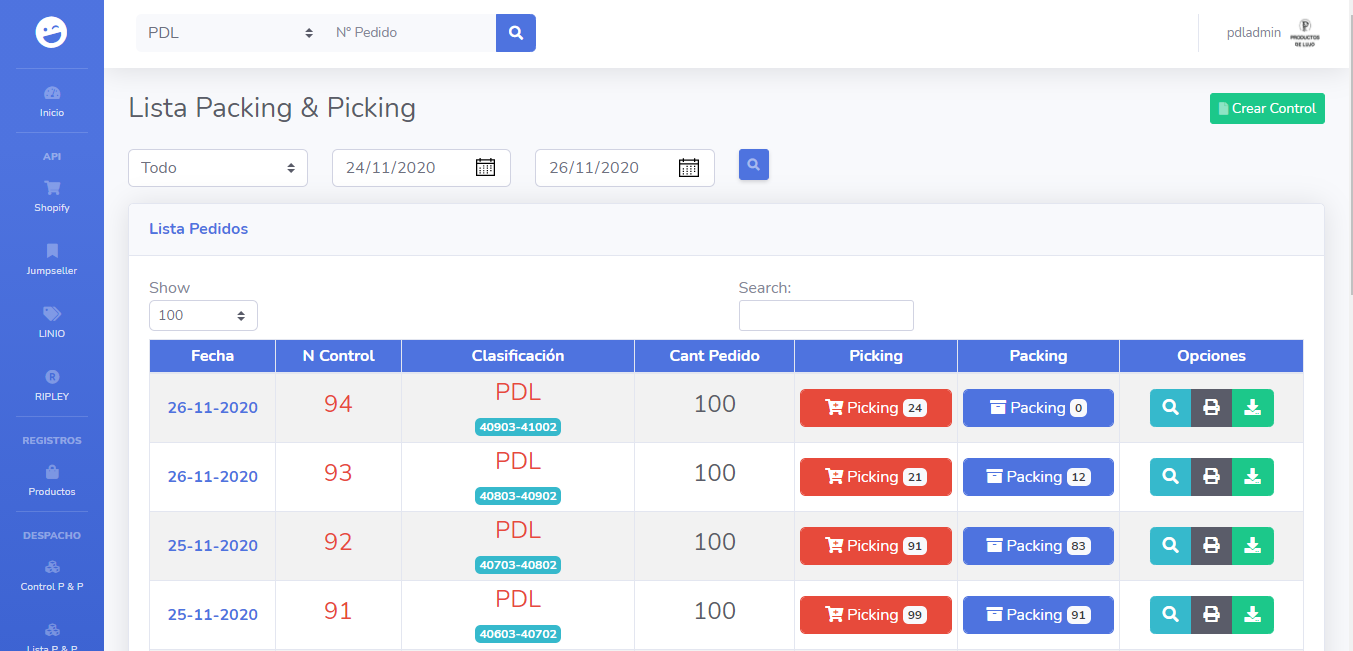 PDL
N° Pedido
pdladmin
PRODUCTOS
DE LUJO
Inicio
API
Shopify
Jumpseller
LINIO
R
RIPLEY
REGISTROS
Productos
DESPACHO
Control P & P
Lista P & P
Lista Packing & Picking
Crear Control
Todo
24/11/2020
26/11/2020
Lista Pedidos
Show
100
Search:
Fecha N Control Clasificación Cant Pedido Picking Packing Opciones
26-11-2020 94 PDL 40903-41002 100 Picking 24 Packing 0
26-11-2020 93 PDL 40803-40902 100 Picking 21 Packing 12
25-11-2020 92 PDL 40703-40802 100 Picking 91 Packing 83
25-11-2020 91 PDL 40603-40702 100 Picking 99 Packing 91